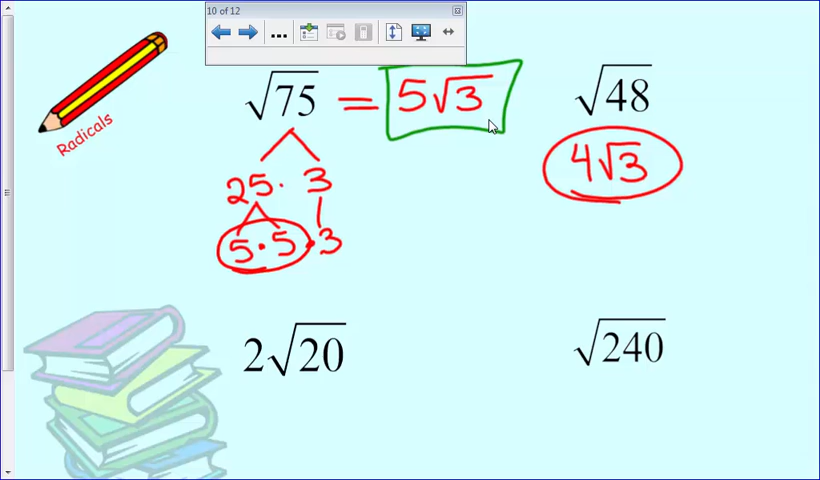 10 of 12
Radicals
√75 = 5√3
25 · 3
5 · 5 · 3
√48
4√3
2√20
√240